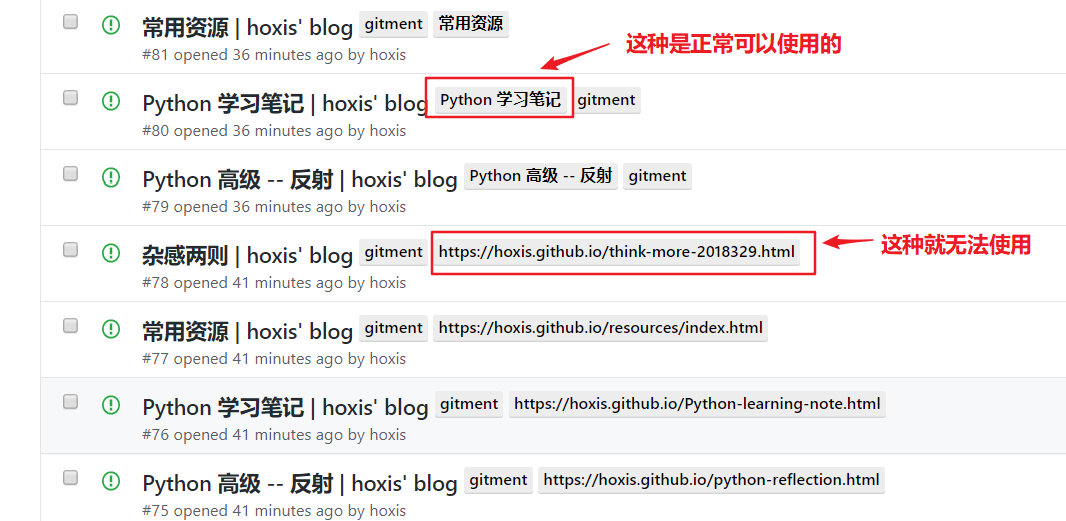 常用资源 | hoxis' blog gitment 常用资源
#81 opened 36 minutes ago by hoxis
这种是正常可以使用的
Python 学习笔记 | hoxis' blog Python 学习笔记 gitment
#80 opened 36 minutes ago by hoxis
Python 高级 -- 反射 | hoxis' blog Python 高级 -- 反射 gitment
#79 opened 36 minutes ago by hoxis
杂感两则 | hoxis' blog gitment https://hoxis.github.io/think-more-2018329.html 这种就无法使用
#78 opened 41 minutes ago by hoxis
常用资源 | hoxis' blog gitment https://hoxis.github.io/resources/index.html
#77 opened 41 minutes ago by hoxis
Python 学习笔记 | hoxis' blog gitment https://hoxis.github.io/Python-learning-note.html
#76 opened 41 minutes ago by hoxis
Python 高级 -- 反射 | hoxis' blog gitment https://hoxis.github.io/python-reflection.html
#75 opened 41 minutes ago by hoxis